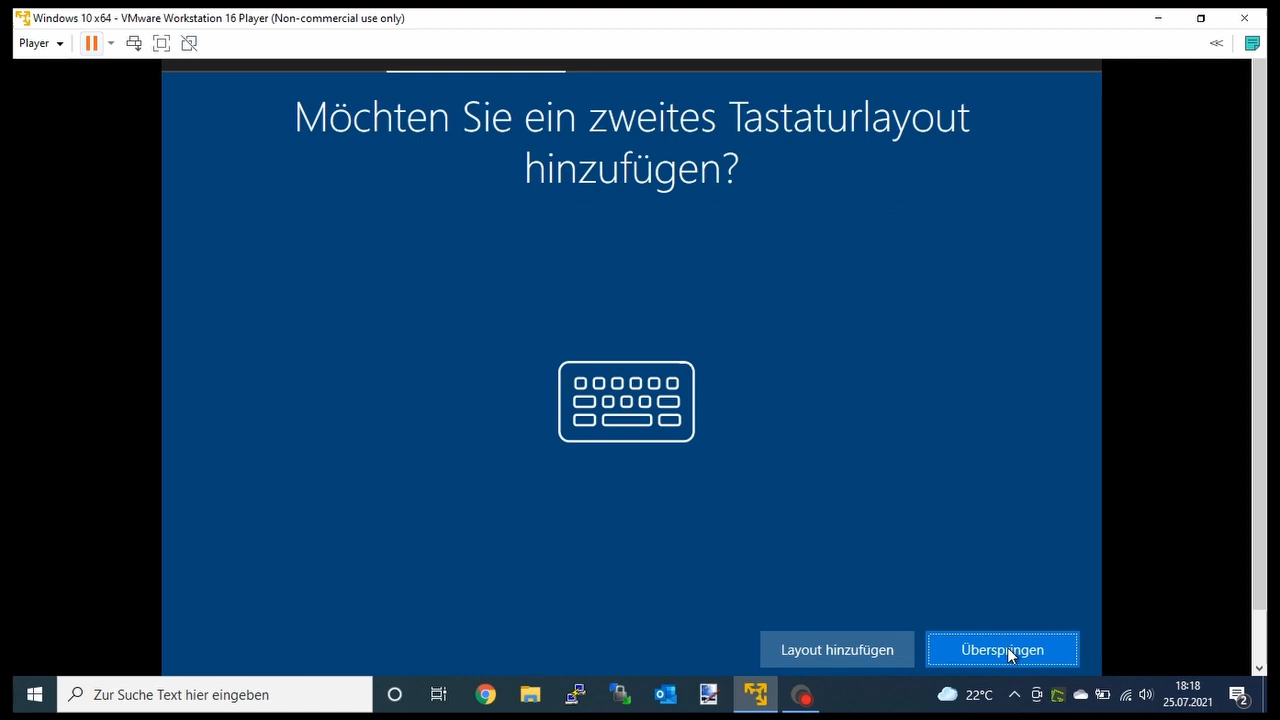 Windows 10 x64 - VMware Workstation 16 Player (Non-commercial use only)
Player
Möchten Sie ein zweites Tastaturlayout
hinzufügen?
Layout hinzufügen
Überspringen
Zur Suche Text hier eingeben
22°C
18:18
25.07.2021
2